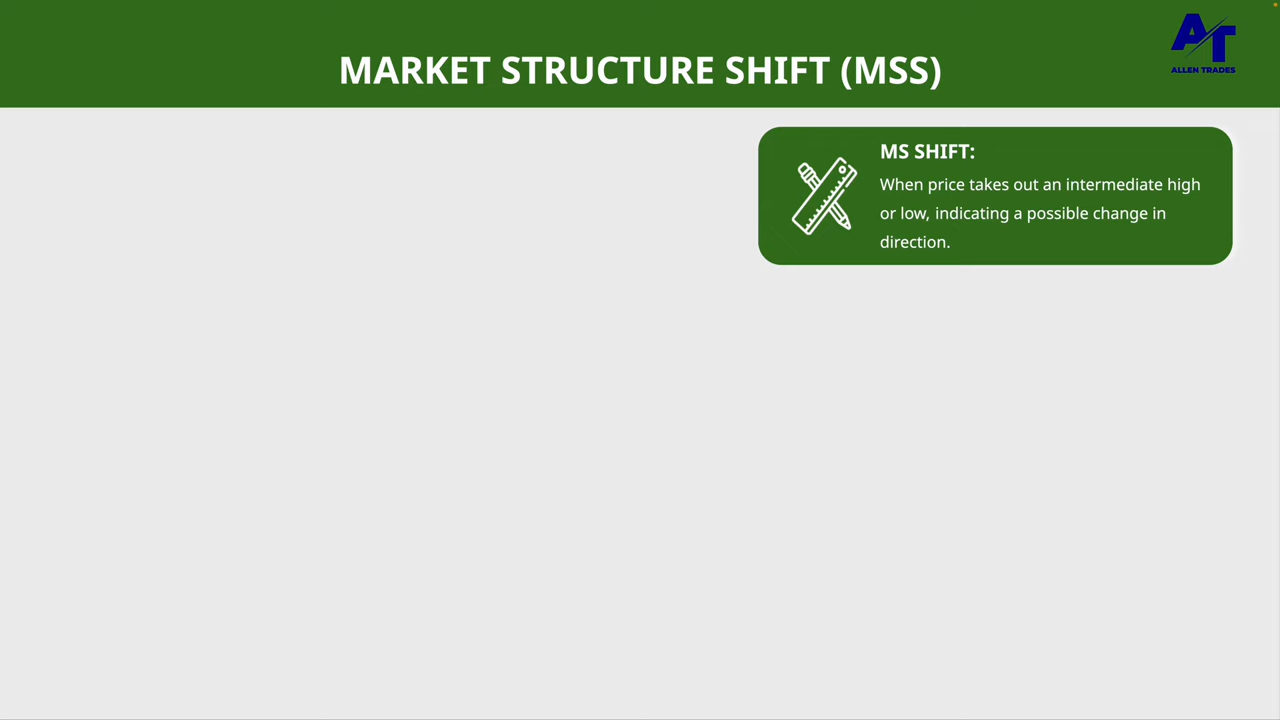 MARKET STRUCTURE SHIFT (MSS)
AT
ALLEN TRADES
MS SHIFT:
When price takes out an intermediate high
or low, indicating a possible change in
direction.